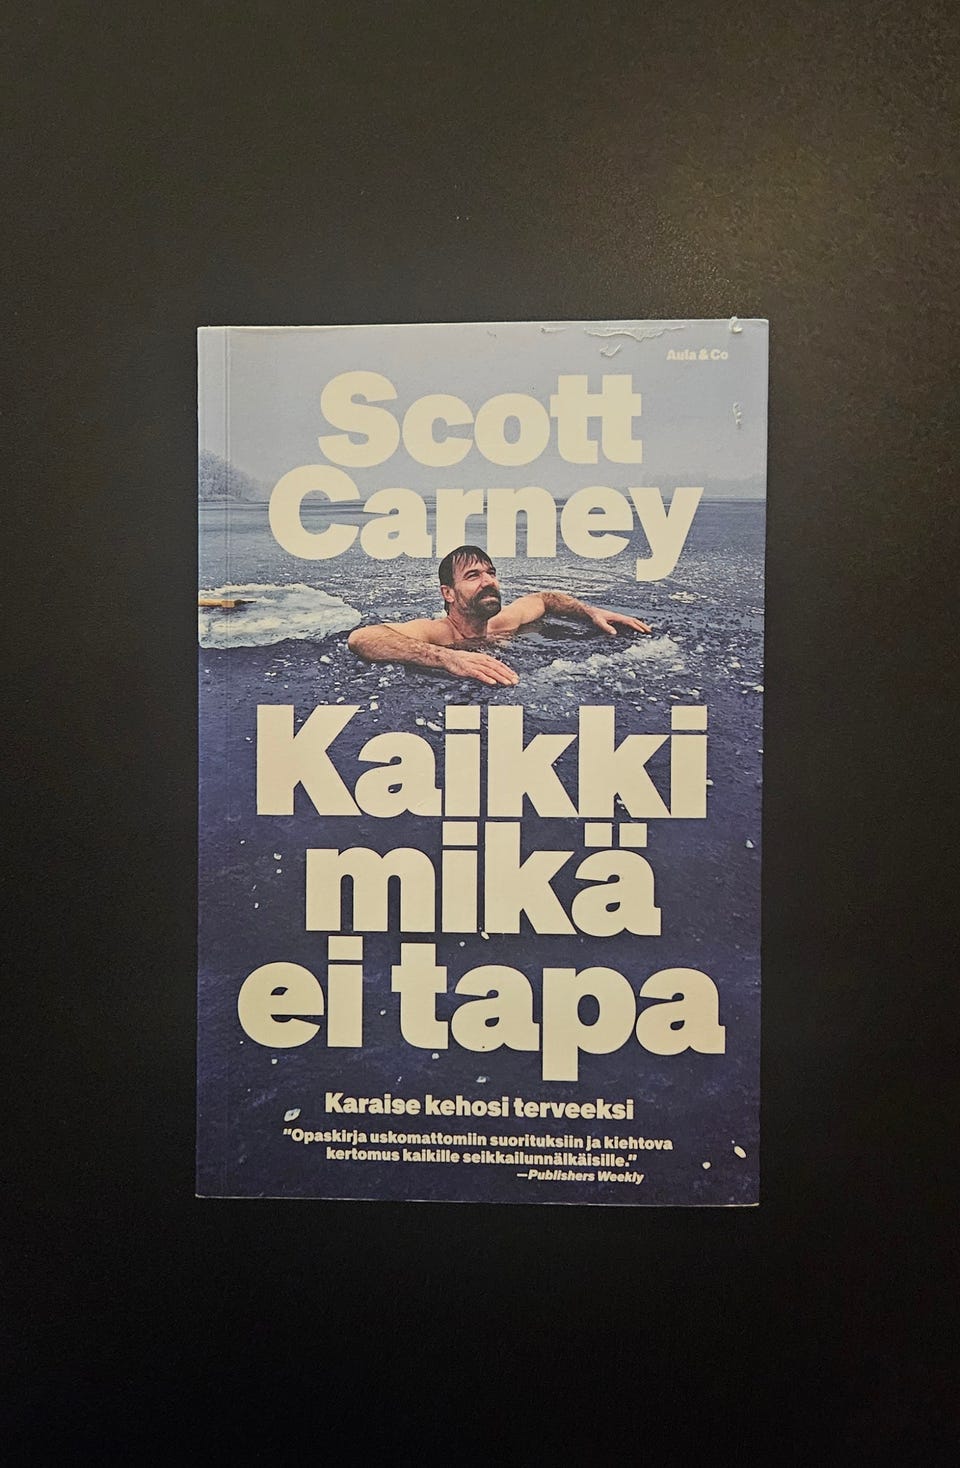 Aula & Co
Scott
Carney
Kaikki
mikä
ei tapa
Karaise kehosi terveeksi
”Opaskirja uskomattomiin suorituksiin ja kiehtova
kertomus kaikille seikkailunnälkäisille.”
—Publishers Weekly